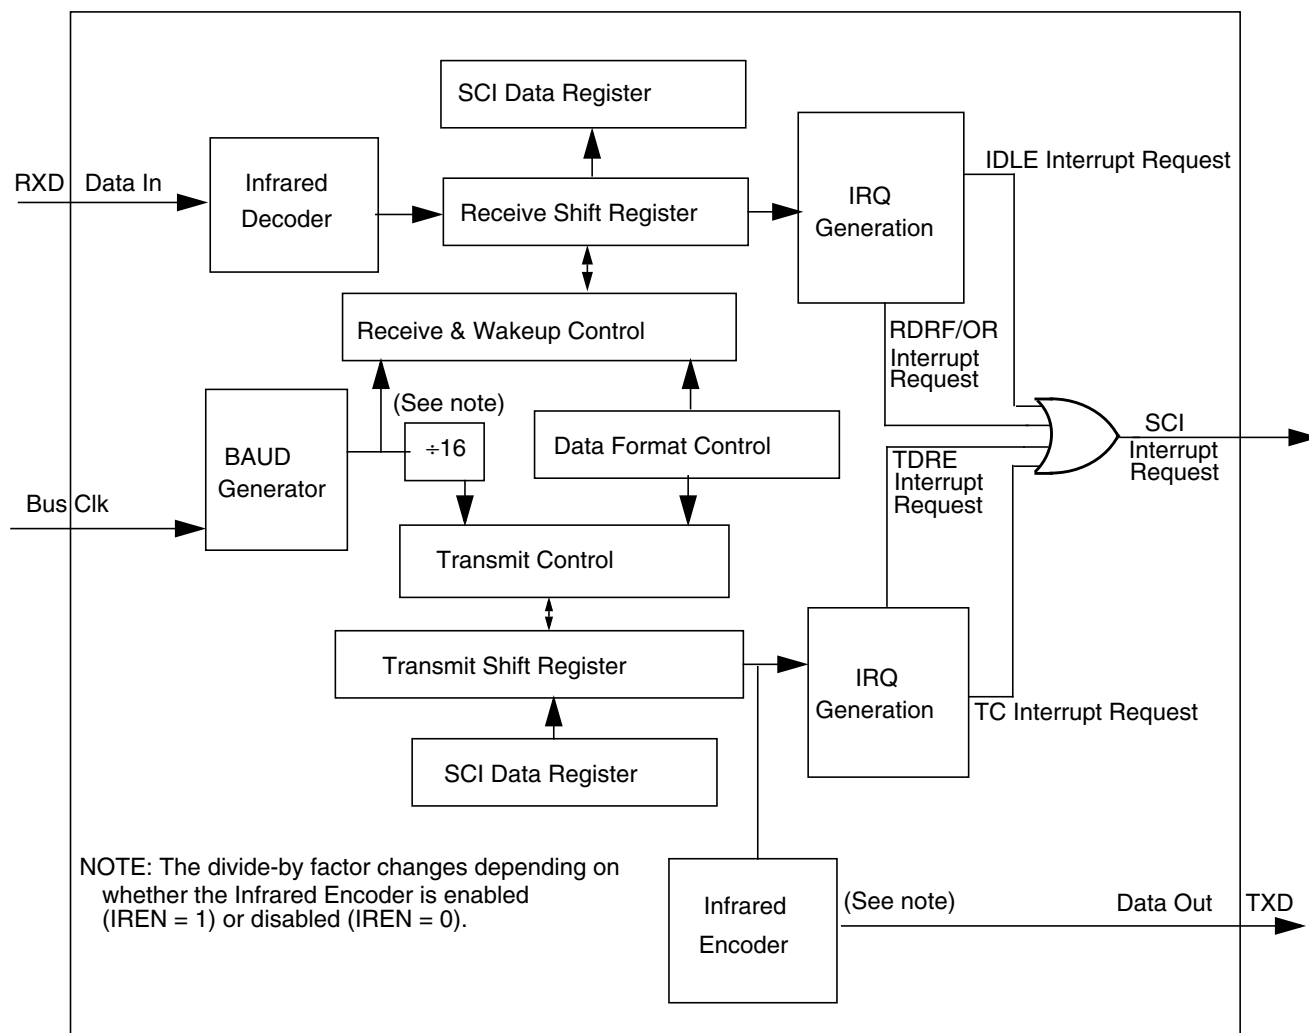 SCI Data Register
RXD
Data In
Infrared
Decoder
Receive Shift Register
IRQ
Generation
IDLE Interrupt Request
Receive & Wakeup Control
RDRF/OR
Interrupt
Request
(See note)
÷16
BAUD
Generator
Data Format Control
SCI
Interrupt
Request
TDRE
Interrupt
Request
Bus Clk
Transmit Control
Transmit Shift Register
IRQ
Generation
TC Interrupt Request
SCI Data Register
NOTE: The divide-by factor changes depending on
whether the Infrared Encoder is enabled
(IREN = 1) or disabled (IREN = 0).
Infrared
Encoder
(See note)
Data Out
TXD